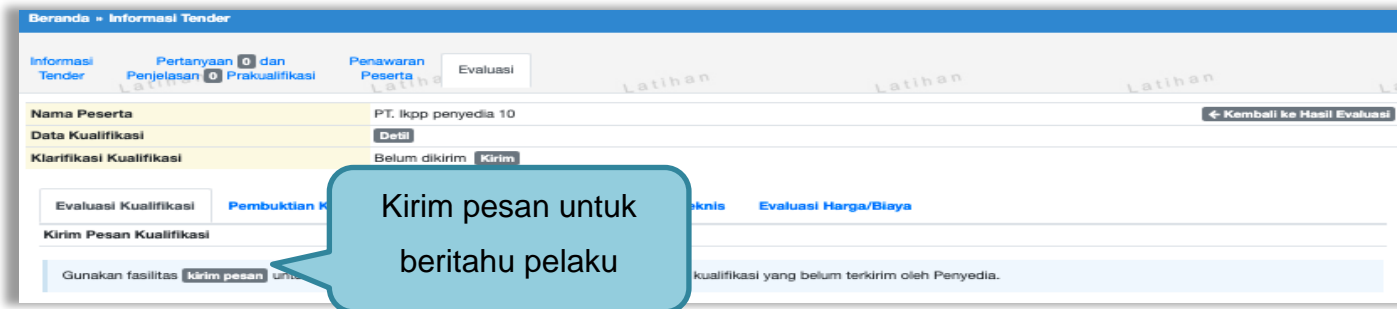 Beranda » Informasi Tender
Informasi Tender
Pertanyaan 0 dan Penjelasan 0 Prakualifikasi
Penawaran Peserta
Evaluasi
Latihan Latihan Latihan Latihan Latihan
Nama Peserta PT. lkpp penyedia 10 ← Kembali ke Hasil Evaluasi
Data Kualifikasi Detil
Klarifikasi Kualifikasi Belum dikirim Kirim
Evaluasi Kualifikasi Pembuktian Evaluasi Harga/Biaya
Kirim Pesan Kualifikasi
Gunakan fasilitas kirim pesan kualifikasi yang belum terkirim oleh Penyedia.
Kirim pesan untuk
beritahu pelaku